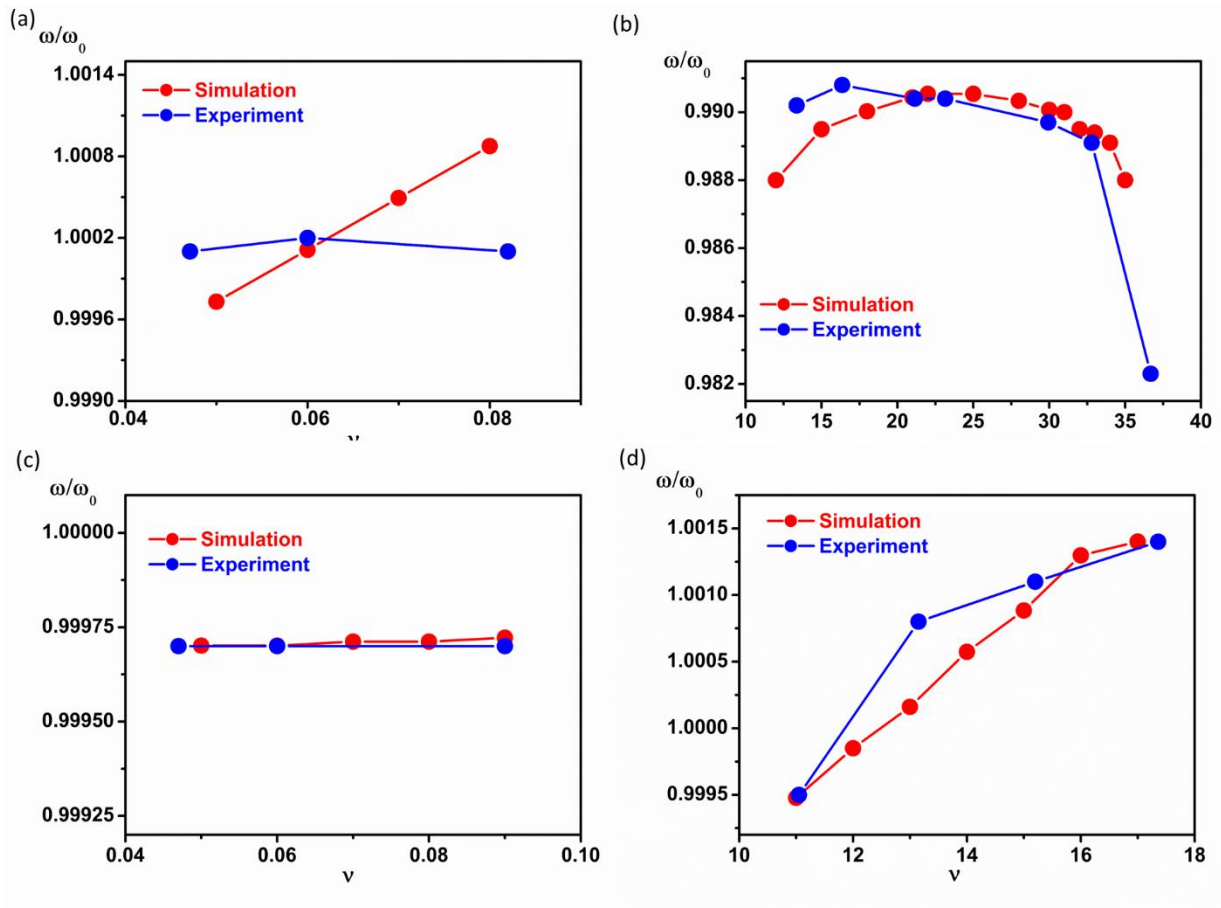 (a)
ω/ω₀
1.0014
1.0008
1.0002
0.9996
0.9990
Simulation
Experiment
0.04 0.06 0.08
ν
(b)
ω/ω₀
0.990
0.988
0.986
0.984
0.982
Simulation
Experiment
10 15 20 25 30 35 40
(c)
ω/ω₀
1.00000
0.99975
0.99950
0.99925
Simulation
Experiment
0.04 0.06 0.08 0.10
ν
(d)
ω/ω₀
1.0015
1.0010
1.0005
1.0000
0.9995
Simulation
Experiment
10 12 14 16 18
ν